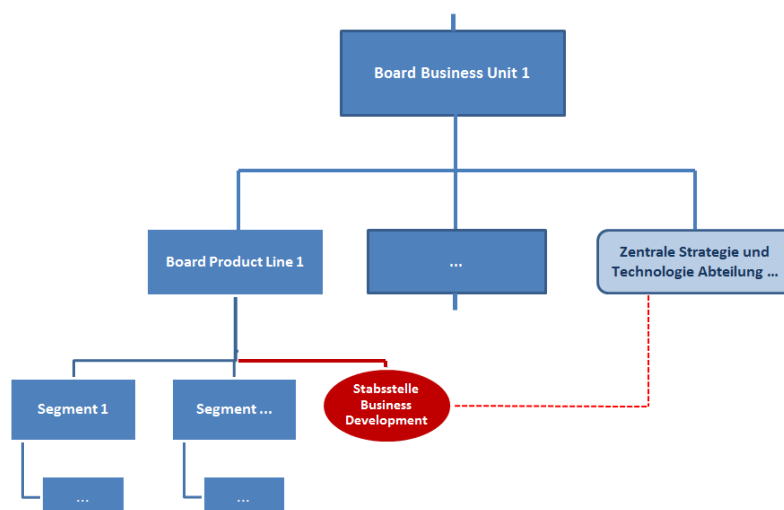 Board Business Unit 1
Board Product Line 1
...
Zentrale Strategie und
Technologie Abteilung ...
Segment 1
Segment ...
Stabsstelle
Business
Development
...
...